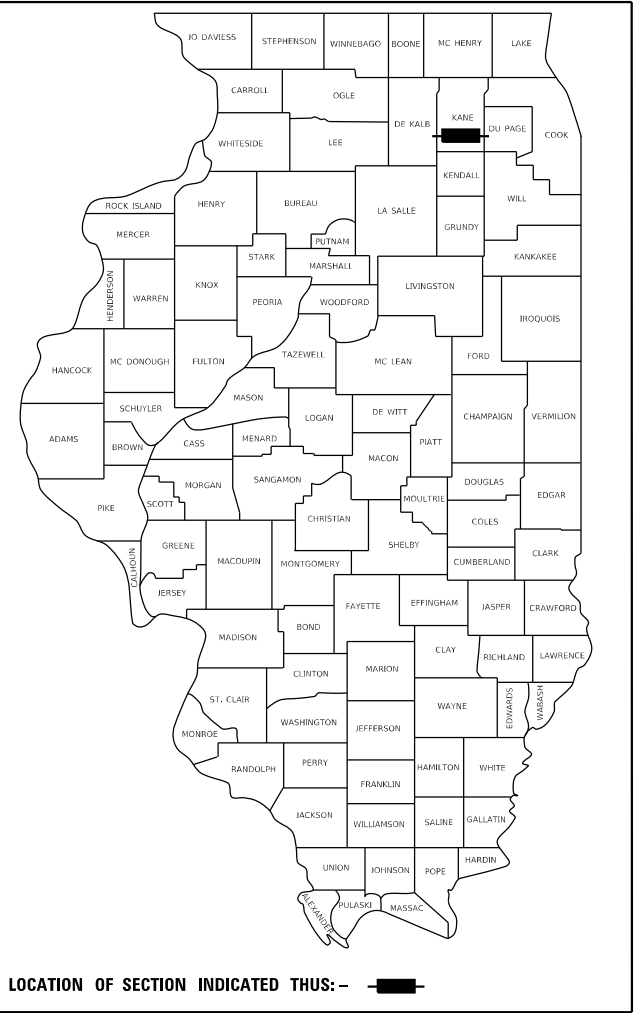 JO DAVIESS STEPHENSON WINNEBAGO BOONE MC HENRY LAKE
CARROLL OGLE DE KALB KANE DU PAGE COOK
WHITESIDE LEE
KENDALL
ROCK ISLAND HENRY BUREAU LA SALLE WILL
MERCER PUTNAM GRUNDY
STARK MARSHALL KANKAKEE
HENDERSON WARREN KNOX PEORIA WOODFORD LIVINGSTON IROQUOIS
HANCOCK MC DONOUGH FULTON TAZEWELL MC LEAN FORD
MASON
SCHUYLER LOGAN DE WITT CHAMPAIGN VERMILION
ADAMS BROWN CASS MENARD PIATT
MACON
PIKE SCOTT MORGAN SANGAMON MOULTRIE DOUGLAS EDGAR
CHRISTIAN COLES
GREENE SHELBY
CALHOUN MACOUPIN MONTGOMERY CUMBERLAND CLARK
JERSEY FAYETTE EFFINGHAM JASPER CRAWFORD
MADISON BOND
CLAY RICHLAND LAWRENCE
CLINTON MARION
ST. CLAIR WAYNE EDWARDS WABASH
WASHINGTON JEFFERSON
MONROE
RANDOLPH PERRY HAMILTON WHITE
FRANKLIN
JACKSON WILLIAMSON SALINE GALLATIN
UNION JOHNSON POPE HARDIN
ALEXANDER PULASKI MASSAC
LOCATION OF SECTION INDICATED THUS: –